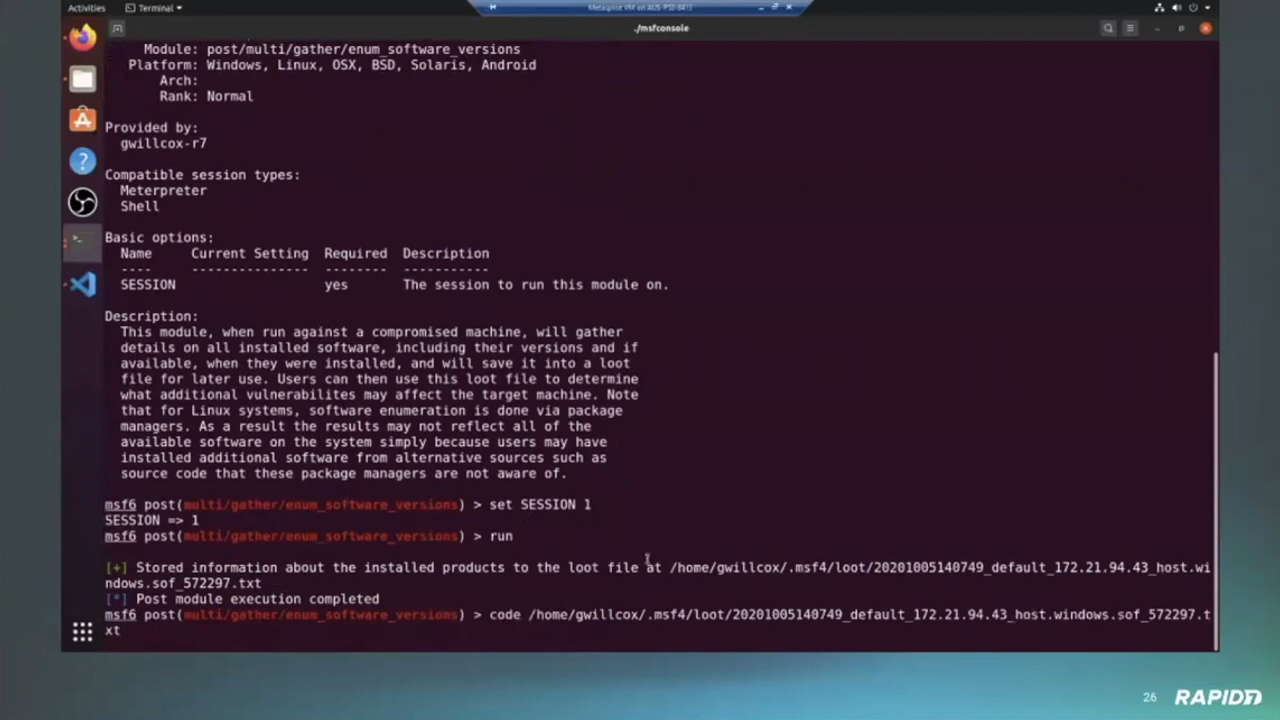 Activities
Terminal
Metasploit VM on AUS-PSD-8413
./msfconsole
Module: post/multi/gather/enum_software_versions
Platform: Windows, Linux, OSX, BSD, Solaris, Android
Arch:
Rank: Normal
Provided by:
gwillcox-r7
Compatible session types:
Meterpreter
Shell
Basic options:
Name Current Setting Required Description
---- --------------- -------- -----------
SESSION yes The session to run this module on.
Description:
This module, when run against a compromised machine, will gather
details on all installed software, including their versions and if
available, when they were installed, and will save it into a loot
file for later use. Users can then use this loot file to determine
what additional vulnerabilites may affect the target machine. Note
that for Linux systems, software enumeration is done via package
managers. As a result the results may not reflect all of the
available software on the system simply because users may have
installed additional software from alternative sources such as
source code that these package managers are not aware of.
msf6 post(multi/gather/enum_software_versions) > set SESSION 1
SESSION => 1
msf6 post(multi/gather/enum_software_versions) > run
[+] Stored information about the installed products to the loot file at /home/gwillcox/.msf4/loot/20201005140749_default_172.21.94.43_host.wi
ndows.sof_572297.txt
[*] Post module execution completed
msf6 post(multi/gather/enum_software_versions) > code /home/gwillcox/.msf4/loot/20201005140749_default_172.21.94.43_host.windows.sof_572297.t
xt
26
RAPID7